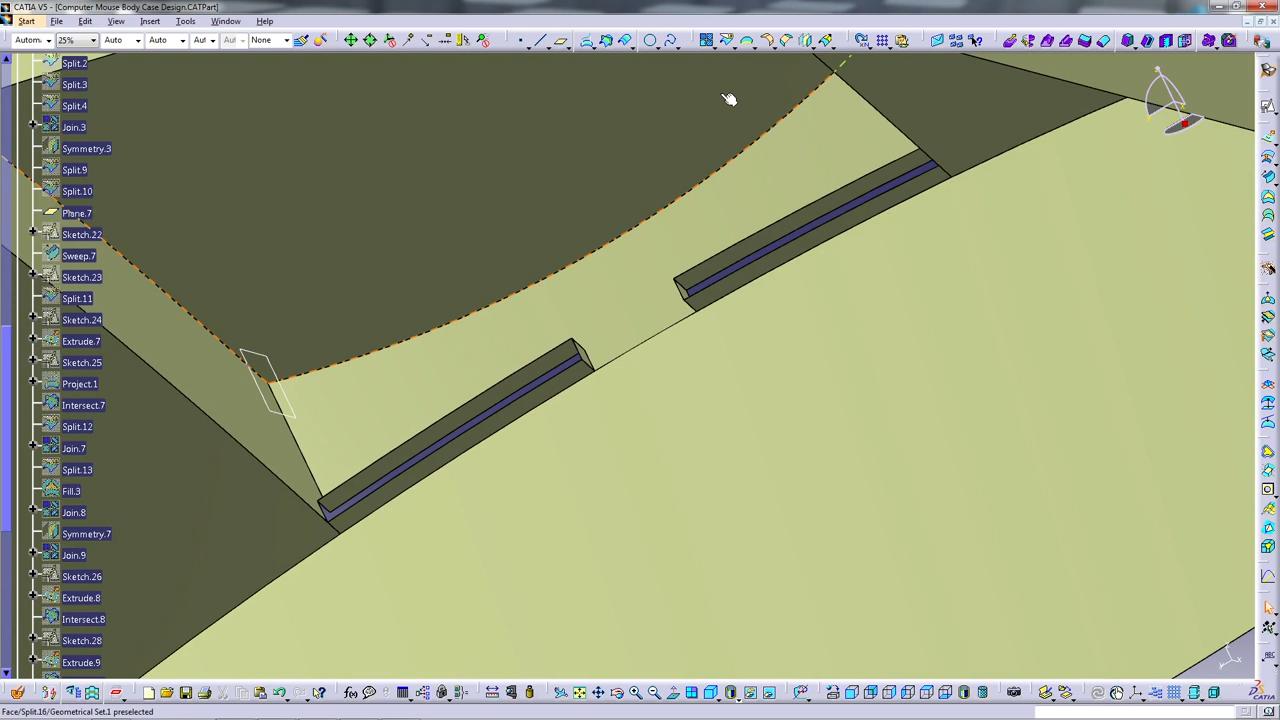 CATIA V5 - [Computer Mouse Body Case Design.CATPart]
Start File Edit View Insert Tools Window Help
Autom 25% Auto Auto Aut Aut None
Split.2
Split.3
Split.4
Join.3
Symmetry.3
Split.9
Split.10
Plane.7
Sketch.22
Sweep.7
Sketch.23
Split.11
Sketch.24
Extrude.7
Sketch.25
Project.1
Intersect.7
Split.12
Join.7
Split.13
Fill.3
Join.8
Symmetry.7
Join.9
Sketch.26
Extrude.8
Intersect.8
Sketch.28
Extrude.9
Face/Split.16/Geometrical Set.1 preselected